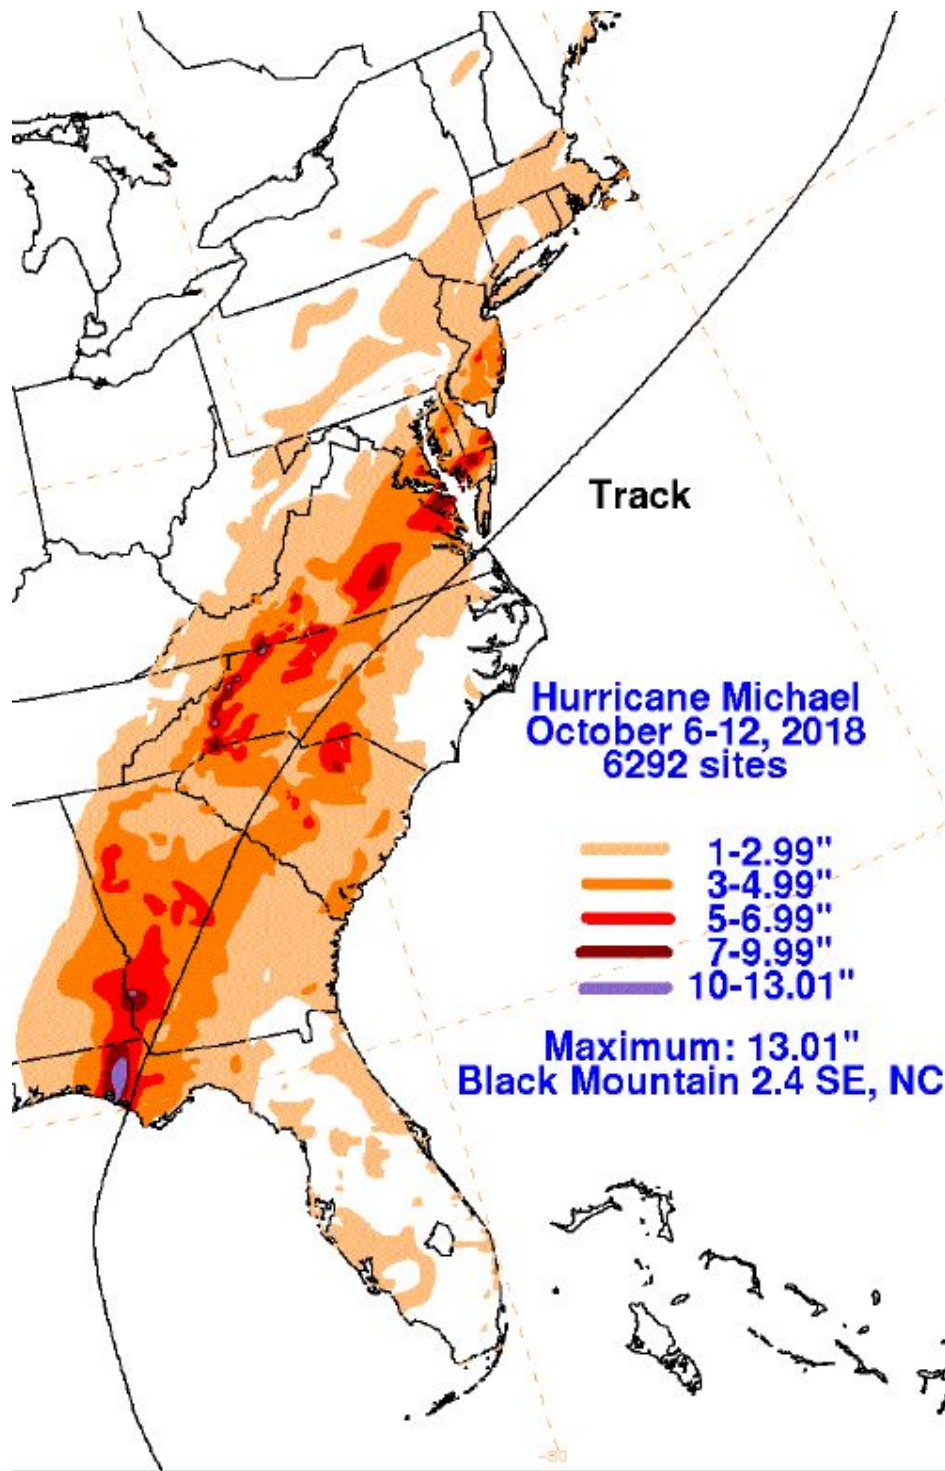 Track
Hurricane Michael
October 6-12, 2018
6292 sites
1-2.99"
3-4.99"
5-6.99"
7-9.99"
10-13.01"
Maximum: 13.01"
Black Mountain 2.4 SE, NC
-80